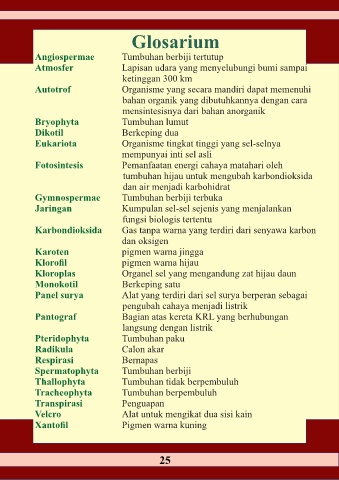 Glosarium
Angiospermae Tumbuhan berbiji tertutup
Atmosfer Lapisan udara yang menyelubungi bumi sampai
ketinggan 300 km
Autotrof Organisme yang secara mandiri dapat memenuhi
bahan organik yang dibutuhkannya dengan cara
mensintesisnya dari bahan anorganik
Bryophyta Tumbuhan lumut
Dikotil Berkeping dua
Eukariota Organisme tingkat tinggi yang sel-selnya
mempunyai inti sel asli
Fotosintesis Pemanfaatan energi cahaya matahari oleh
tumbuhan hijau untuk mengubah karbondioksida
dan air menjadi karbohidrat
Gymnospermae Tumbuhan berbiji terbuka
Jaringan Kumpulan sel-sel sejenis yang menjalankan
fungsi biologis tertentu
Karbondioksida Gas tanpa warna yang terdiri dari senyawa karbon
dan oksigen
Karoten pigmen warna jingga
Klorofil pigmen warna hijau
Kloroplas Organel sel yang mengandung zat hijau daun
Monokotil Berkeping satu
Panel surya Alat yang terdiri dari sel surya berperan sebagai
pengubah cahaya menjadi listrik
Pantograf Bagian atas kereta KRL yang berhubungan
langsung dengan listrik
Pteridophyta Tumbuhan paku
Radikula Calon akar
Respirasi Bernapas
Spermatophyta Tumbuhan berbiji
Thallophyta Tumbuhan tidak berpembuluh
Tracheophyta Tumbuhan berpembuluh
Transpirasi Penguapan
Velcro Alat untuk mengikat dua sisi kain
Xantofil Pigmen warna kuning
25